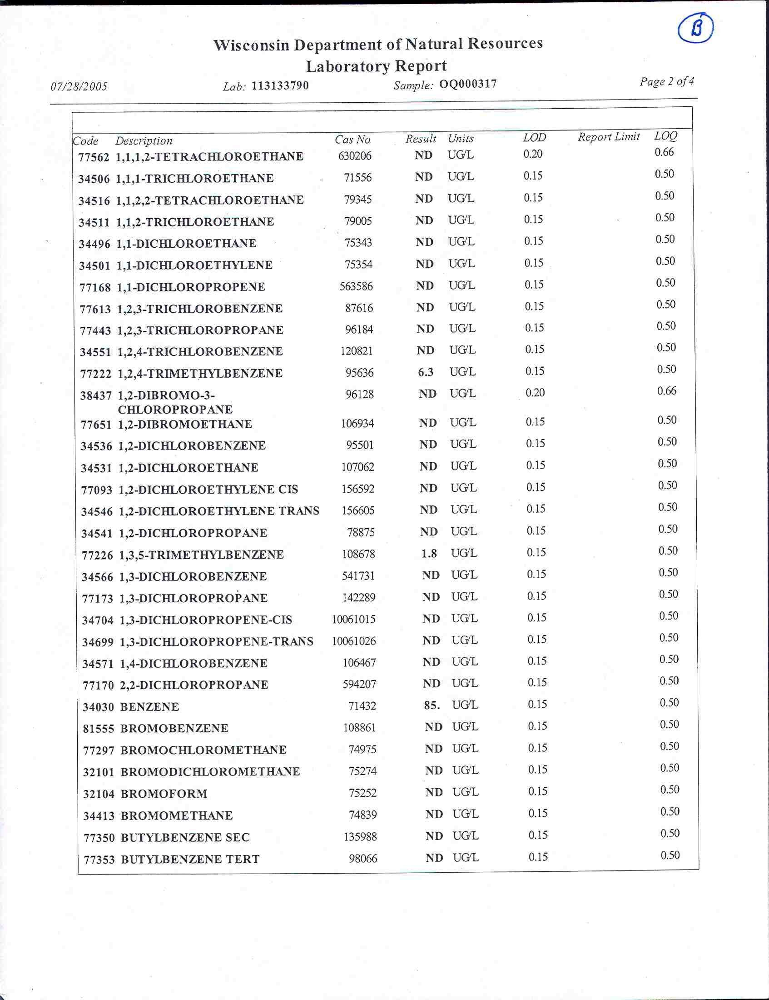 B
Wisconsin Department of Natural Resources
Laboratory Report
07/28/2005 Lab: 113133790 Sample: OQ000317 Page 2 of 4
Code Description Cas No Result Units LOD Report Limit LOQ
77562 1,1,1,2-TETRACHLOROETHANE 630206 ND UG/L 0.20 0.66
34506 1,1,1-TRICHLOROETHANE 71556 ND UG/L 0.15 0.50
34516 1,1,2,2-TETRACHLOROETHANE 79345 ND UG/L 0.15 0.50
34511 1,1,2-TRICHLOROETHANE 79005 ND UG/L 0.15 0.50
34496 1,1-DICHLOROETHANE 75343 ND UG/L 0.15 0.50
34501 1,1-DICHLOROETHYLENE 75354 ND UG/L 0.15 0.50
77168 1,1-DICHLOROPROPENE 563586 ND UG/L 0.15 0.50
77613 1,2,3-TRICHLOROBENZENE 87616 ND UG/L 0.15 0.50
77443 1,2,3-TRICHLOROPROPANE 96184 ND UG/L 0.15 0.50
34551 1,2,4-TRICHLOROBENZENE 120821 ND UG/L 0.15 0.50
77222 1,2,4-TRIMETHYLBENZENE 95636 6.3 UG/L 0.15 0.50
38437 1,2-DIBROMO-3- 96128 ND UG/L 0.20 0.66
CHLOROPROPANE
77651 1,2-DIBROMOETHANE 106934 ND UG/L 0.15 0.50
34536 1,2-DICHLOROBENZENE 95501 ND UG/L 0.15 0.50
34531 1,2-DICHLOROETHANE 107062 ND UG/L 0.15 0.50
77093 1,2-DICHLOROETHYLENE CIS 156592 ND UG/L 0.15 0.50
34546 1,2-DICHLOROETHYLENE TRANS 156605 ND UG/L 0.15 0.50
34541 1,2-DICHLOROPROPANE 78875 ND UG/L 0.15 0.50
77226 1,3,5-TRIMETHYLBENZENE 108678 1.8 UG/L 0.15 0.50
34566 1,3-DICHLOROBENZENE 541731 ND UG/L 0.15 0.50
77173 1,3-DICHLOROPROPANE 142289 ND UG/L 0.15 0.50
34704 1,3-DICHLOROPROPENE-CIS 10061015 ND UG/L 0.15 0.50
34699 1,3-DICHLOROPROPENE-TRANS 10061026 ND UG/L 0.15 0.50
34571 1,4-DICHLOROBENZENE 106467 ND UG/L 0.15 0.50
77170 2,2-DICHLOROPROPANE 594207 ND UG/L 0.15 0.50
34030 BENZENE 71432 85. UG/L 0.15 0.50
81555 BROMOBENZENE 108861 ND UG/L 0.15 0.50
77297 BROMOCHLOROMETHANE 74975 ND UG/L 0.15 0.50
32101 BROMODICHLOROMETHANE 75274 ND UG/L 0.15 0.50
32104 BROMOFORM 75252 ND UG/L 0.15 0.50
34413 BROMOMETHANE 74839 ND UG/L 0.15 0.50
77350 BUTYLBENZENE SEC 135988 ND UG/L 0.15 0.50
77353 BUTYLBENZENE TERT 98066 ND UG/L 0.15 0.50